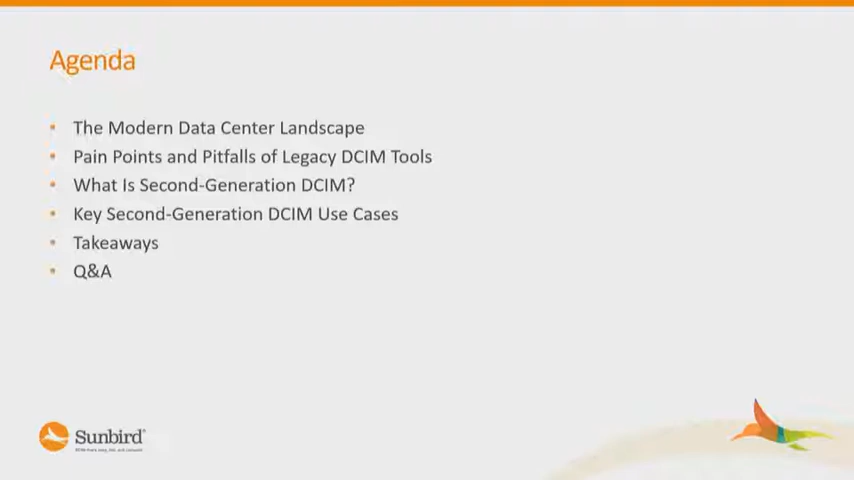 Agenda
• The Modern Data Center Landscape
• Pain Points and Pitfalls of Legacy DCIM Tools
• What Is Second-Generation DCIM?
• Key Second-Generation DCIM Use Cases
• Takeaways
• Q&A
Sunbird®